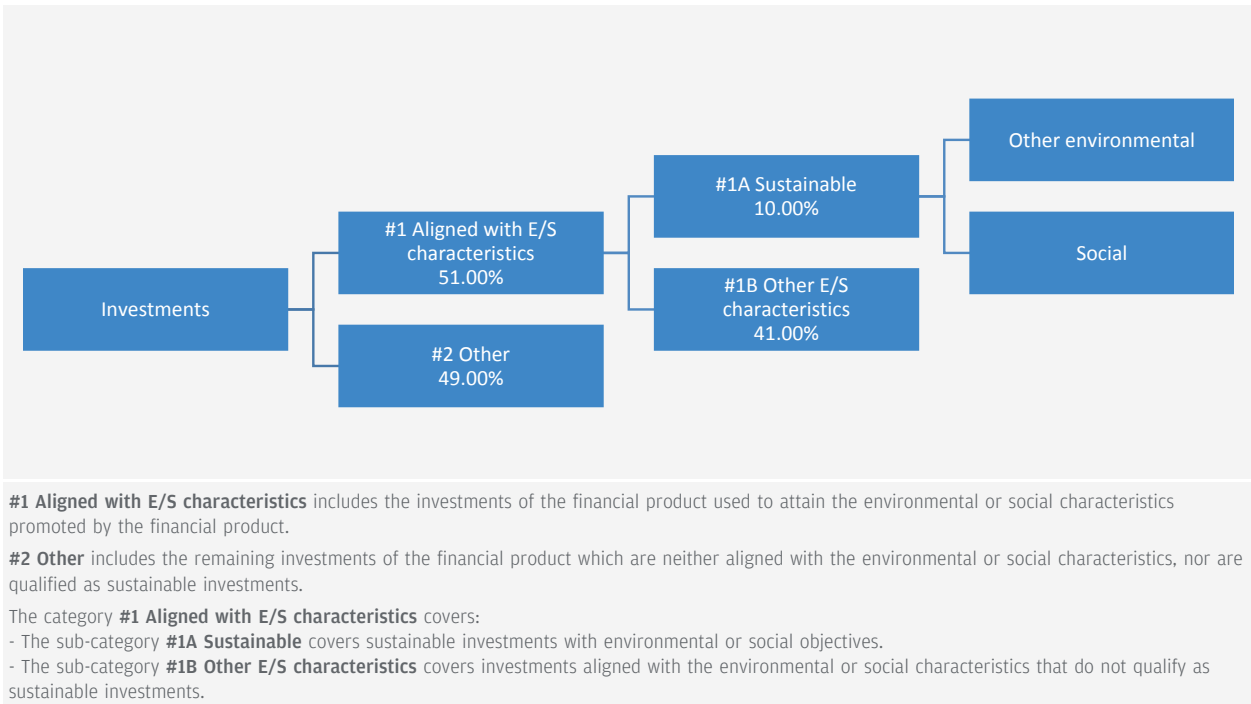 Investments
#1 Aligned with E/S
characteristics
51.00%
#2 Other
49.00%
#1A Sustainable
10.00%
#1B Other E/S
characteristics
41.00%
Other environmental
Social
#1 Aligned with E/S characteristics includes the investments of the financial product used to attain the environmental or social characteristics
promoted by the financial product.
#2 Other includes the remaining investments of the financial product which are neither aligned with the environmental or social characteristics, nor are
qualified as sustainable investments.
The category #1 Aligned with E/S characteristics covers:
- The sub-category #1A Sustainable covers sustainable investments with environmental or social objectives.
- The sub-category #1B Other E/S characteristics covers investments aligned with the environmental or social characteristics that do not qualify as
sustainable investments.